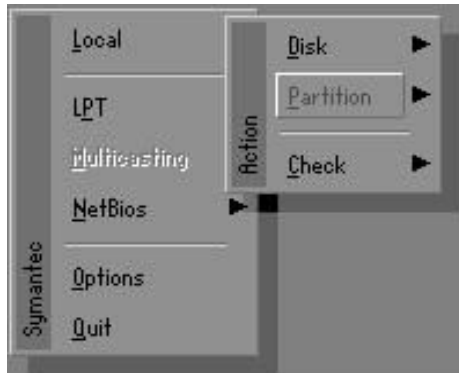 Local
LPT
Multicasting
NetBios
Options
Quit
Symantec
Disk
Partition
Check
Action